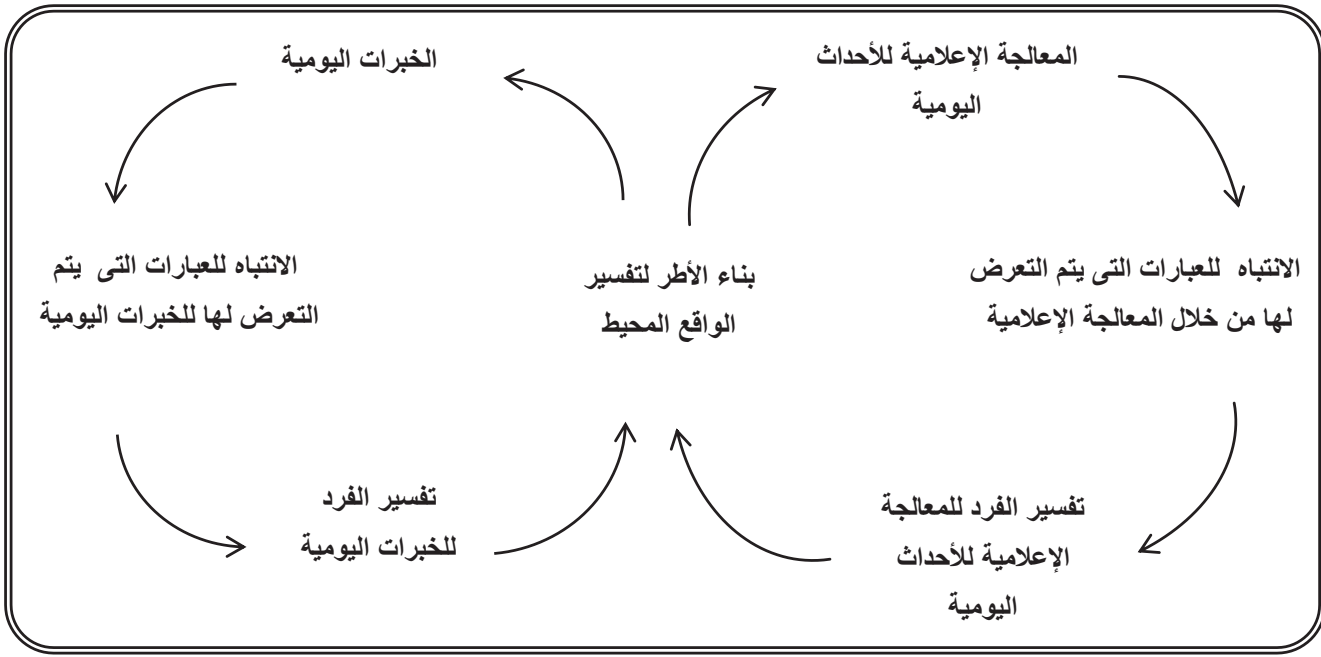 المعالجة الإعلامية للأحداث
اليومية
الخبرات اليومية
الانتباه للعبارات التى يتم التعرض
لها من خلال المعالجة الإعلامية
بناء الأطر لتفسير
الواقع المحيط
الانتباه للعبارات التى يتم
التعرض لها للخبرات اليومية
تفسير الفرد للمعالجة
الإعلامية للأحداث
اليومية
تفسير الفرد
للخبرات اليومية